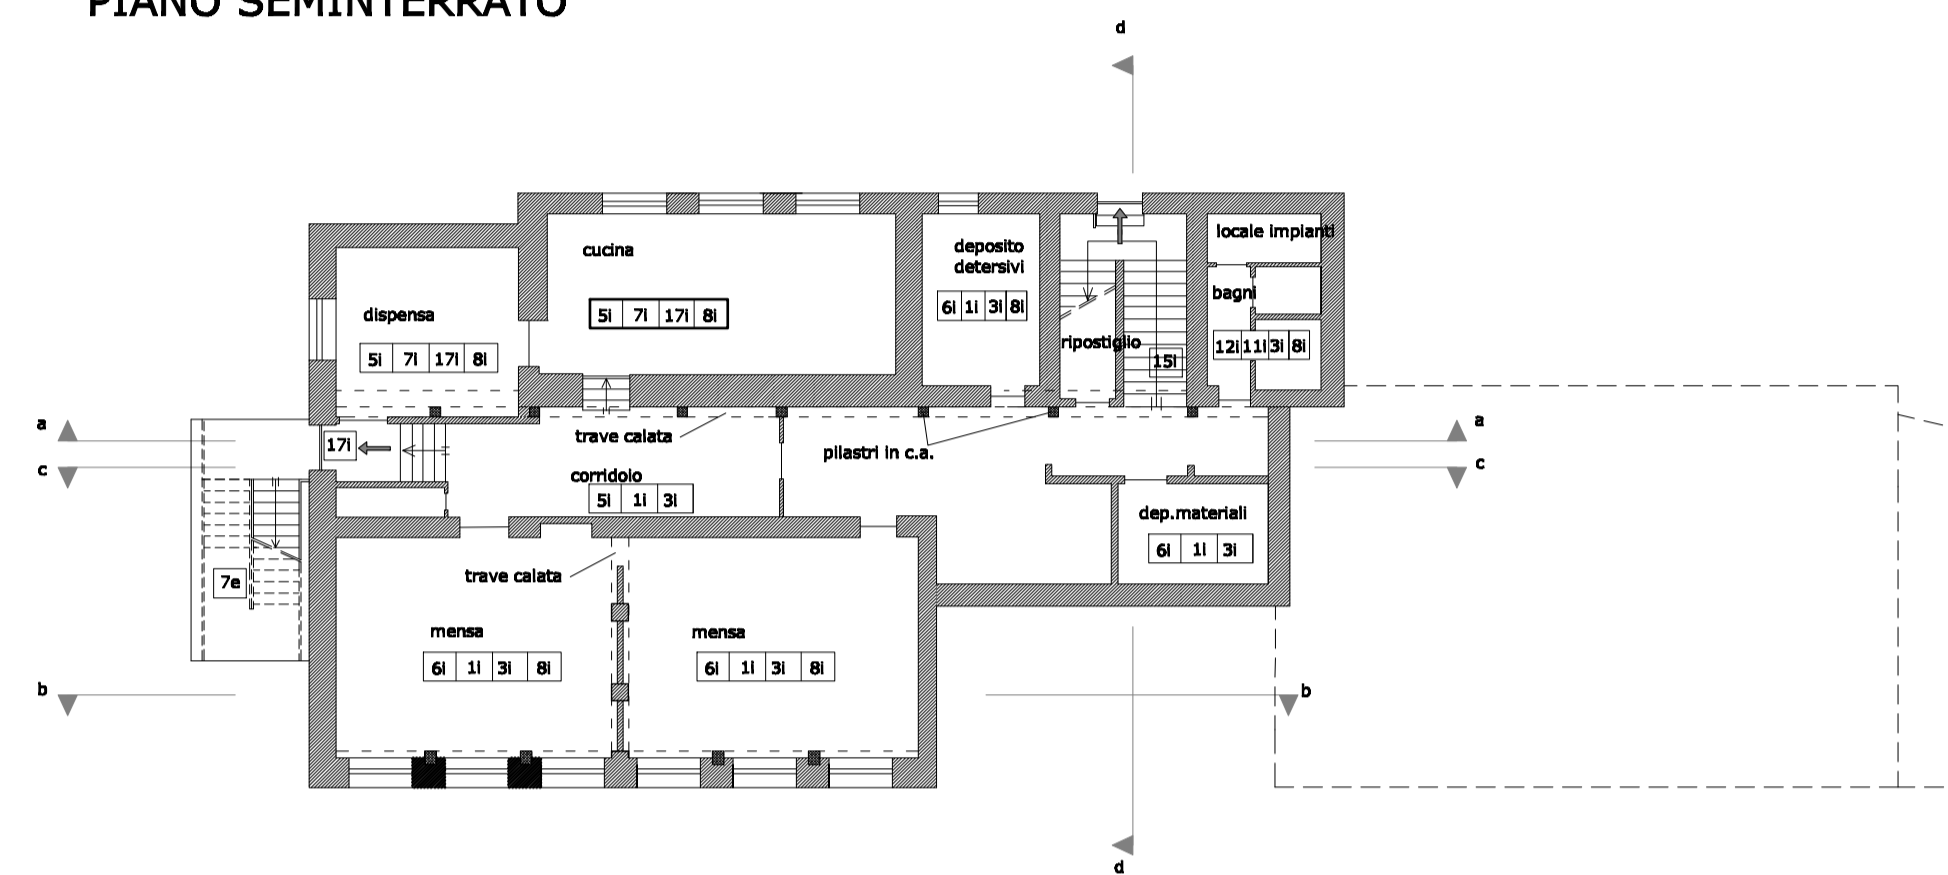 PIANO SEMINTERRATO
d
cucina
5i 7i 17i 8i
deposito
detersivi
6i 1i 3i 8i
locale impianti
bagni
12i 11i 3i 8i
ripostiglio
15i
dispensa
5i 7i 17i 8i
a
c
17i
trave calata
pilastri in c.a.
a
c
corridoio
5i 1i 3i
dep.materiali
6i 1i 3i
7e
trave calata
mensa
6i 1i 3i 8i
mensa
6i 1i 3i 8i
b
b
d